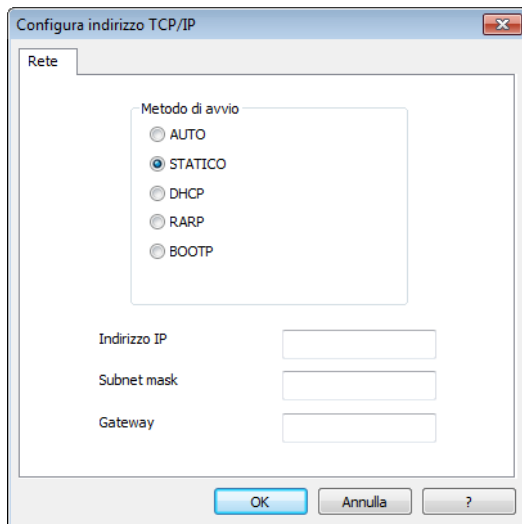 Configura indirizzo TCP/IP
Rete
Metodo di avvio
AUTO
STATICO
DHCP
RARP
BOOTP
Indirizzo IP
Subnet mask
Gateway
OK Annulla ?